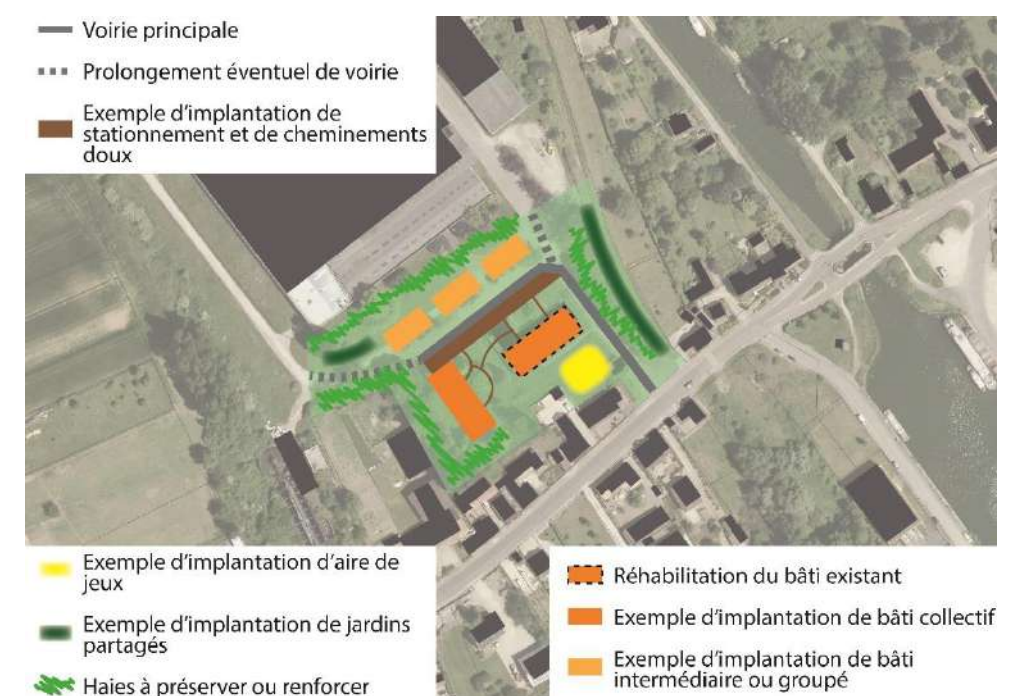 Voirie principale
Prolongement éventuel de voirie
Exemple d'implantation de
stationnement et de cheminements
doux
Exemple d'implantation d'aire de
jeux
Exemple d'implantation de jardins
partagés
Haies à préserver ou renforcer
Réhabilitation du bâti existant
Exemple d'implantation de bâti collectif
Exemple d'implantation de bâti
intermédiaire ou groupé